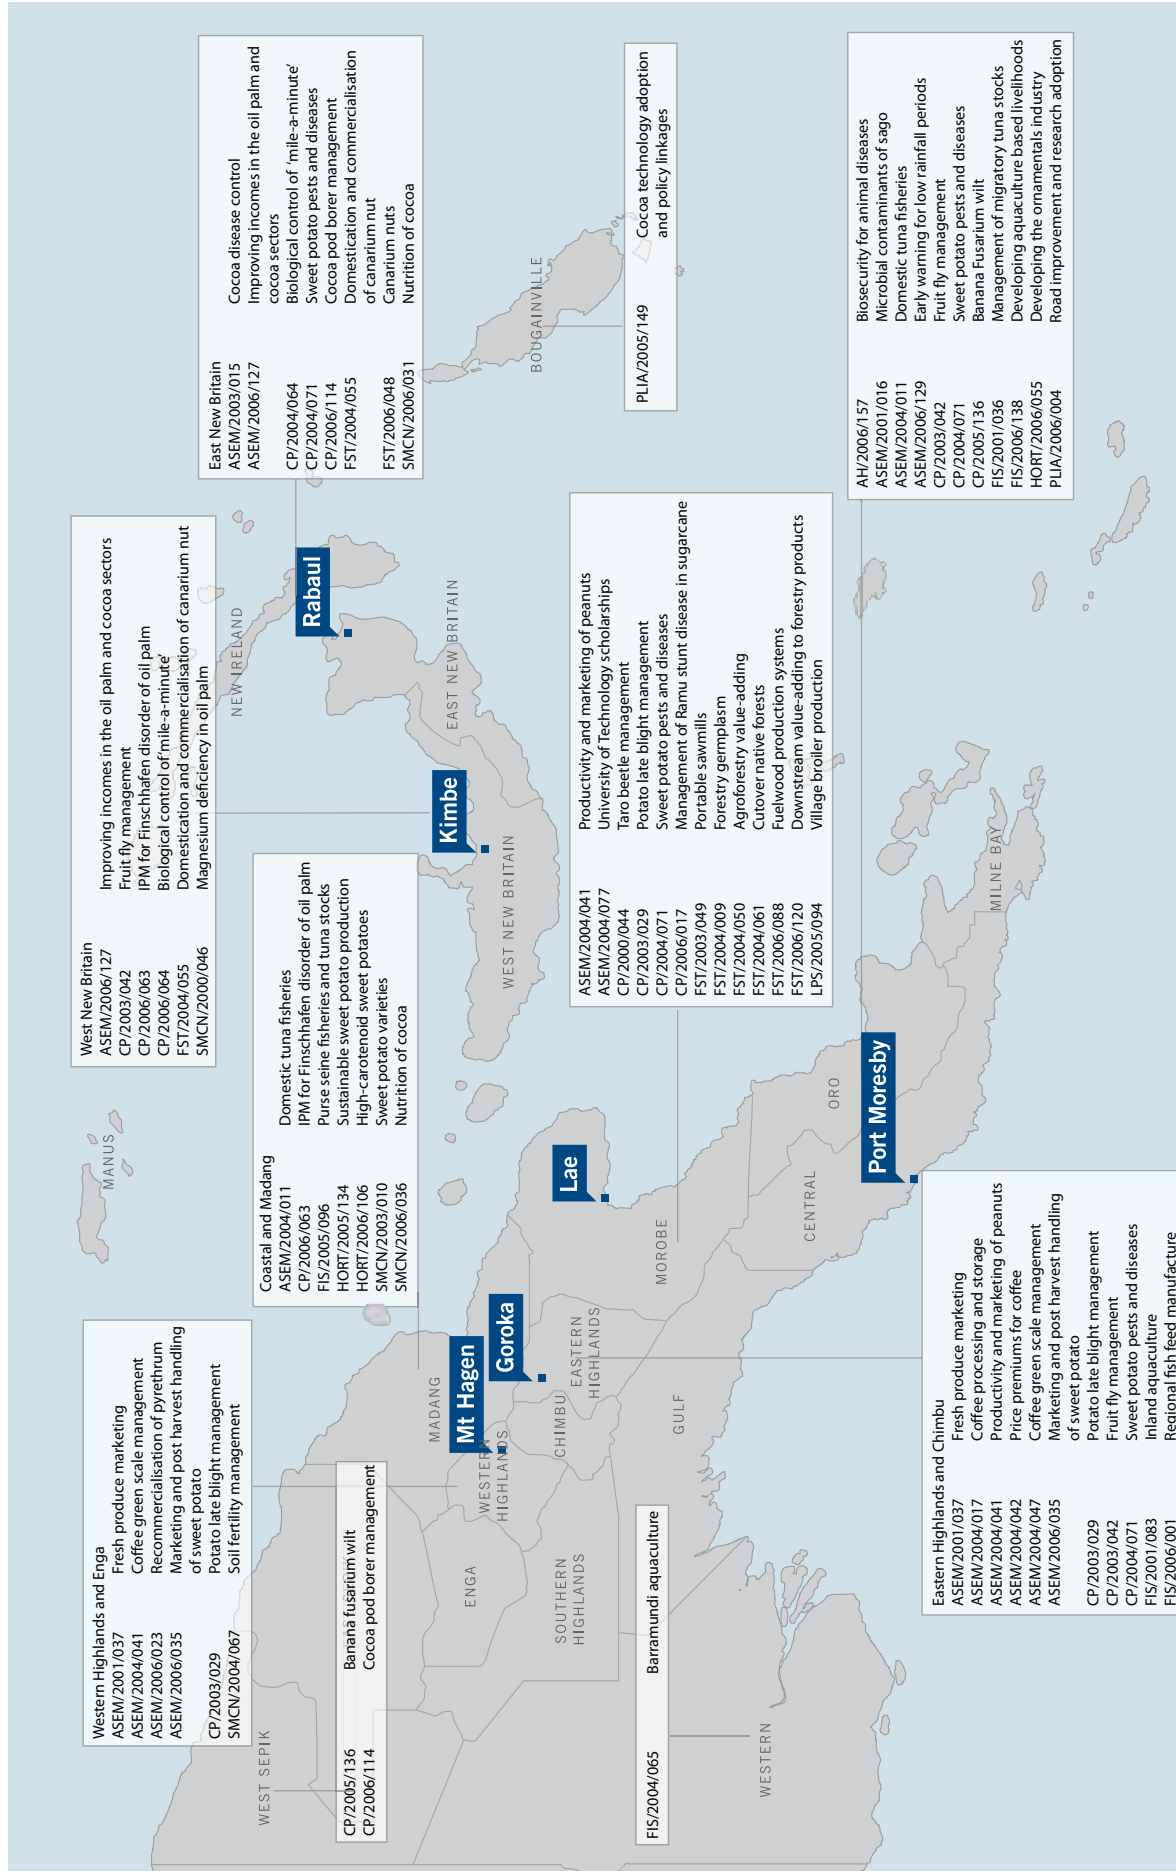 Western Highlands and Enga
ASEM/2001/037 Fresh produce marketing
ASEM/2004/041 Coffee green scale management
ASEM/2006/023 Recommercialisation of pyrethrum
ASEM/2006/035 Marketing and post harvest handling
of sweet potato
CP/2003/029 Potato late blight management
SMCN/2004/067 Soil fertility management
West New Britain
ASEM/2006/127 Improving incomes in the oil palm and cocoa sectors
CP/2003/042 Fruit fly management
CP/2006/063 IPM for Finschhafen disorder of oil palm
CP/2006/064 Biological control of 'mile-a-minute'
FST/2004/055 Domestication and commercialisation of canarium nut
SMCN/2000/046 Magnesium deficiency in oil palm
East New Britain
ASEM/2003/015 Cocoa disease control
ASEM/2006/127 Improving incomes in the oil palm and
cocoa sectors
CP/2004/064 Biological control of 'mile-a-minute'
CP/2004/071 Sweet potato pests and diseases
CP/2006/114 Cocoa pod borer management
FST/2004/055 Domestication and commercialisation
of canarium nut
FST/2006/048 Canarium nuts
SMCN/2006/031 Nutrition of cocoa
Coastal and Madang
ASEM/2004/011 Domestic tuna fisheries
CP/2006/063 IPM for Finschhafen disorder of oil palm
FIS/2005/096 Purse seine fisheries and tuna stocks
HORT/2005/134 Sustainable sweet potato production
HORT/2006/106 High-carotenoid sweet potatoes
SMCN/2003/010 Sweet potato varieties
SMCN/2006/036 Nutrition of cocoa
CP/2005/136 Banana fusarium wilt
CP/2006/114 Cocoa pod borer management
ASEM/2004/041 Productivity and marketing of peanuts
ASEM/2004/077 University of Technology scholarships
CP/2000/044 Taro beetle management
CP/2003/029 Potato late blight management
CP/2004/071 Sweet potato pests and diseases
CP/2006/017 Management of Ramu stunt disease in sugarcane
FST/2003/049 Portable sawmills
FST/2004/009 Forestry germplasm
FST/2004/050 Agroforestry value-adding
FST/2004/061 Cutover native forests
FST/2006/088 Fuelwood production systems
FST/2006/120 Downstream value-adding to forestry products
LPS/2005/094 Village broiler production
PLIA/2005/149 Cocoa technology adoption
and policy linkages
FIS/2004/065 Barramundi aquaculture
AH/2006/157 Biosecurity for animal diseases
ASEM/2001/016 Microbial contaminants of sago
ASEM/2004/011 Domestic tuna fisheries
ASEM/2006/129 Early warning for low rainfall periods
CP/2003/042 Fruit fly management
CP/2004/071 Sweet potato pests and diseases
CP/2005/136 Banana Fusarium wilt
FIS/2001/036 Management of migratory tuna stocks
FIS/2006/138 Developing aquaculture based livelihoods
HORT/2006/055 Developing the ornamentals industry
PLIA/2006/004 Road improvement and research adoption
Eastern Highlands and Chimbu
ASEM/2001/037 Fresh produce marketing
ASEM/2004/017 Coffee processing and storage
ASEM/2004/041 Productivity and marketing of peanuts
ASEM/2004/042 Price premiums for coffee
ASEM/2004/047 Coffee green scale management
ASEM/2006/035 Marketing and post harvest handling
of sweet potato
CP/2003/029 Potato late blight management
CP/2003/042 Fruit fly management
CP/2004/071 Sweet potato pests and diseases
FIS/2001/083 Inland aquaculture
FIS/2006/001 Regional fish feed manufacture
MANUS
NEW IRELAND
Rabaul
EAST NEW BRITAIN
Kimbe
WEST NEW BRITAIN
BOUGAINVILLE
WEST SEPIK
MADANG
Mt Hagen
WESTERN
HIGHLANDS
Goroka
ENGA
CHIMBU
EASTERN
HIGHLANDS
SOUTHERN
HIGHLANDS
Lae
MOROBE
GULF
WESTERN
CENTRAL
ORO
Port Moresby
MILNE BAY